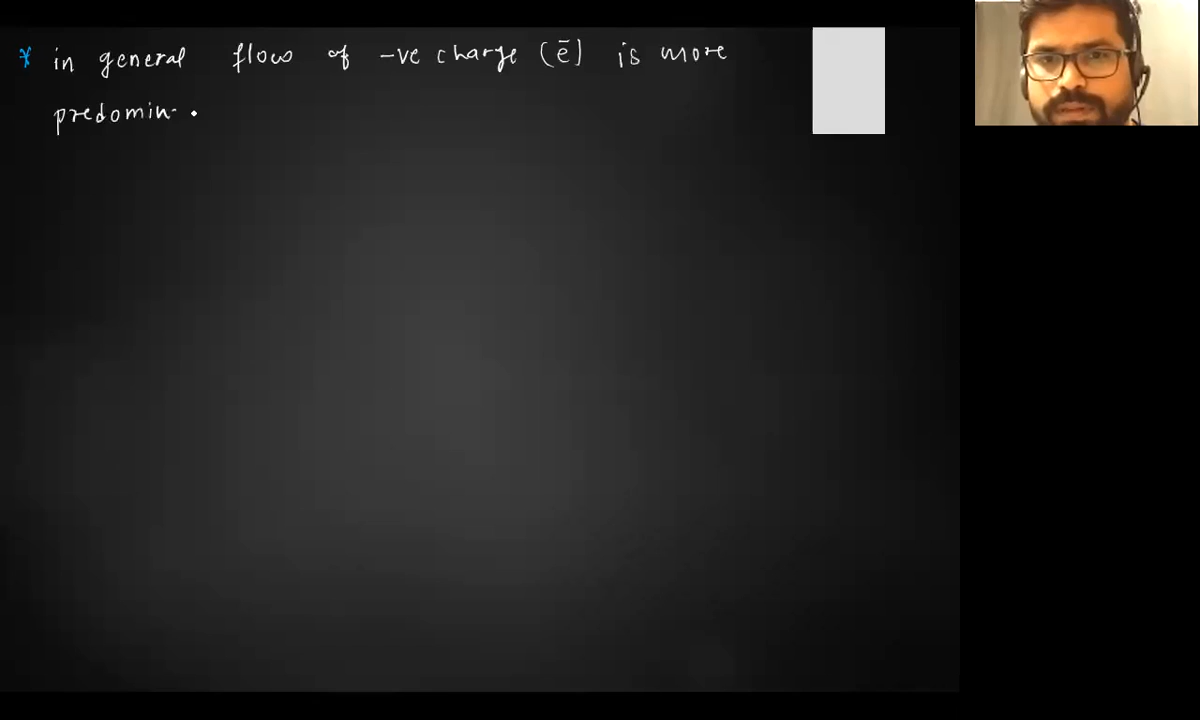 * in general flow of -ve charge (ē) is more
predomin-